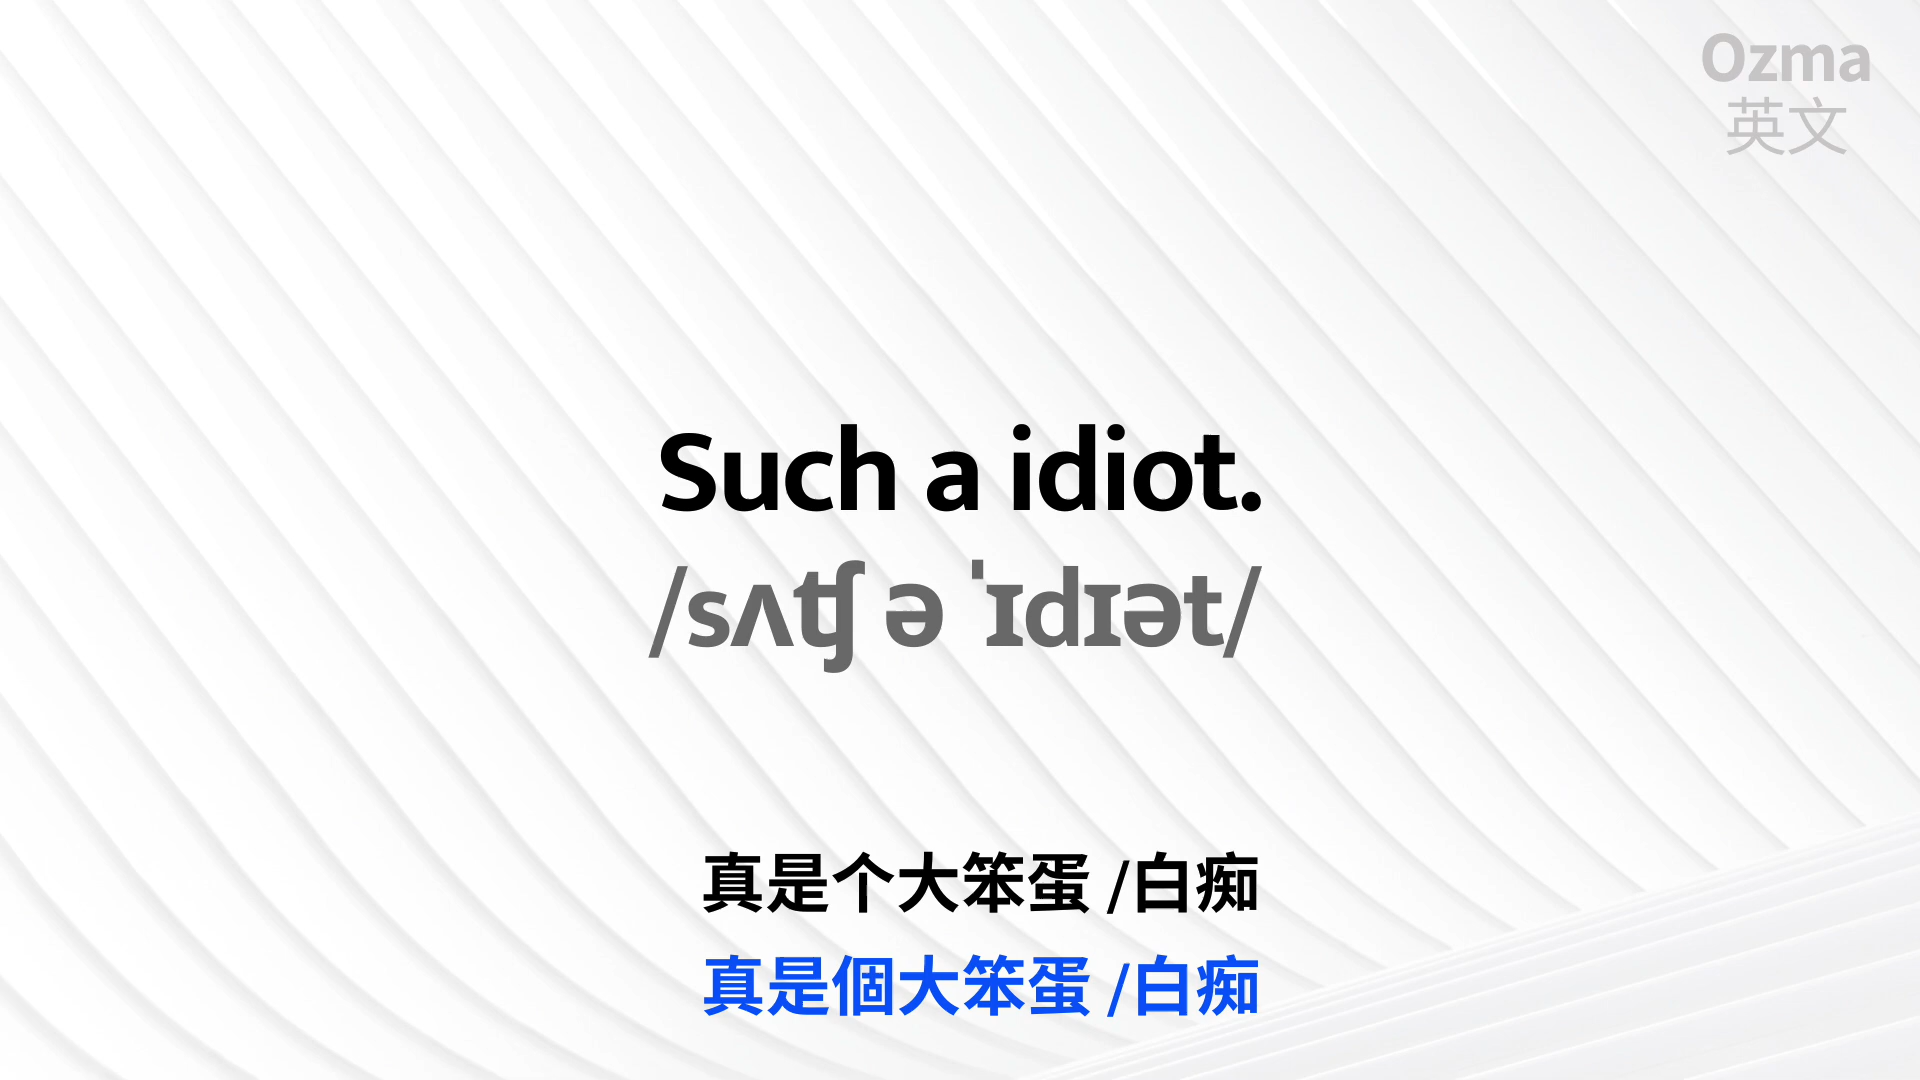 Ozma
英文
Such a idiot.
/sʌʧ ə ˈɪdɪət/
真是个大笨蛋 /白痴
真是個大笨蛋 /白痴